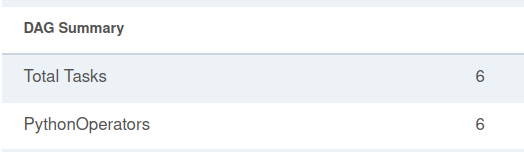 DAG Summary
Total Tasks 6
PythonOperators 6